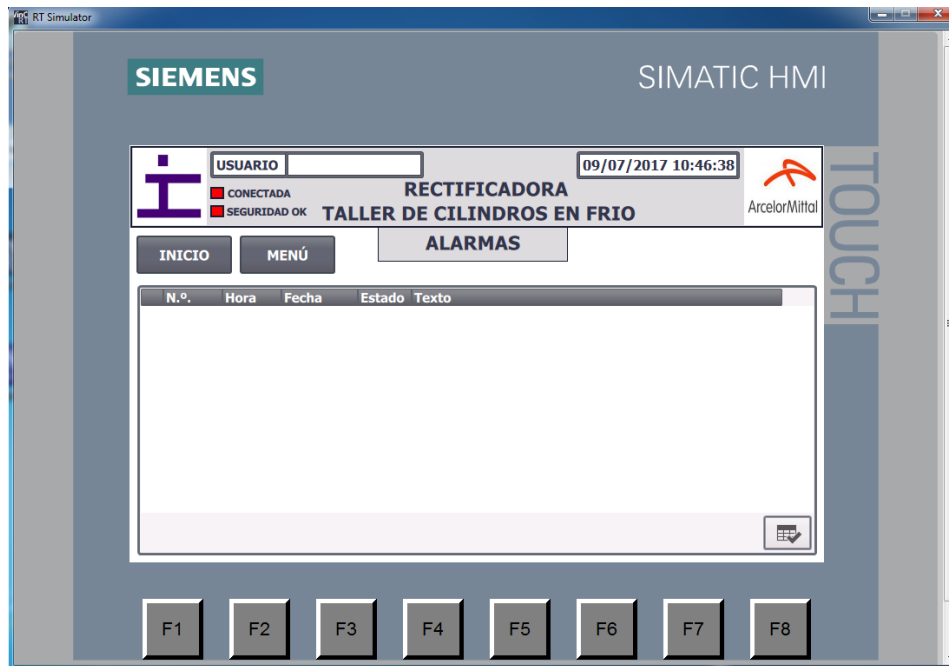 RT Simulator
SIEMENS
SIMATIC HMI
TOUCH
USUARIO
09/07/2017 10:46:38
CONECTADA
SEGURIDAD OK
RECTIFICADORA
TALLER DE CILINDROS EN FRIO
ArcelorMittal
INICIO
MENÚ
ALARMAS
N.º. Hora Fecha Estado Texto
F1 F2 F3 F4 F5 F6 F7 F8